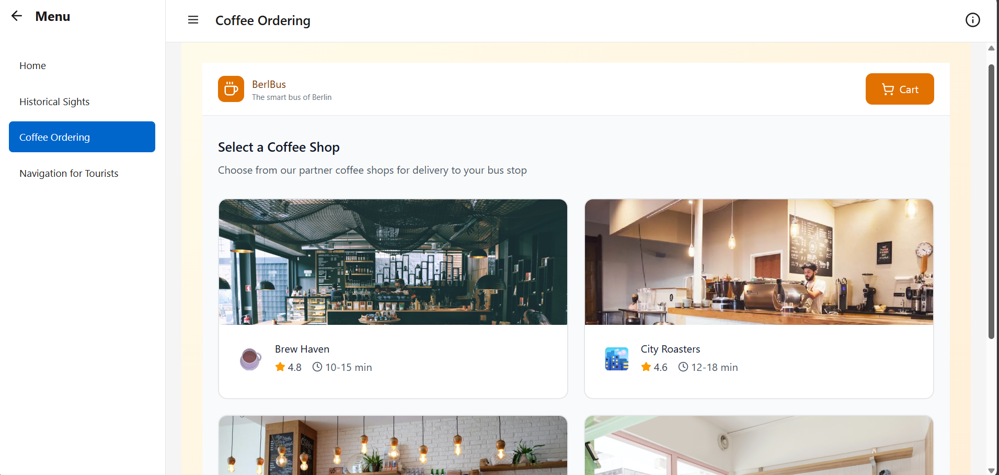 Menu
Home
Historical Sights
Coffee Ordering
Navigation for Tourists
Coffee Ordering
BerlBus
The smart bus of Berlin
Cart
Select a Coffee Shop
Choose from our partner coffee shops for delivery to your bus stop
Brew Haven
4.8 10-15 min
City Roasters
4.6 12-18 min